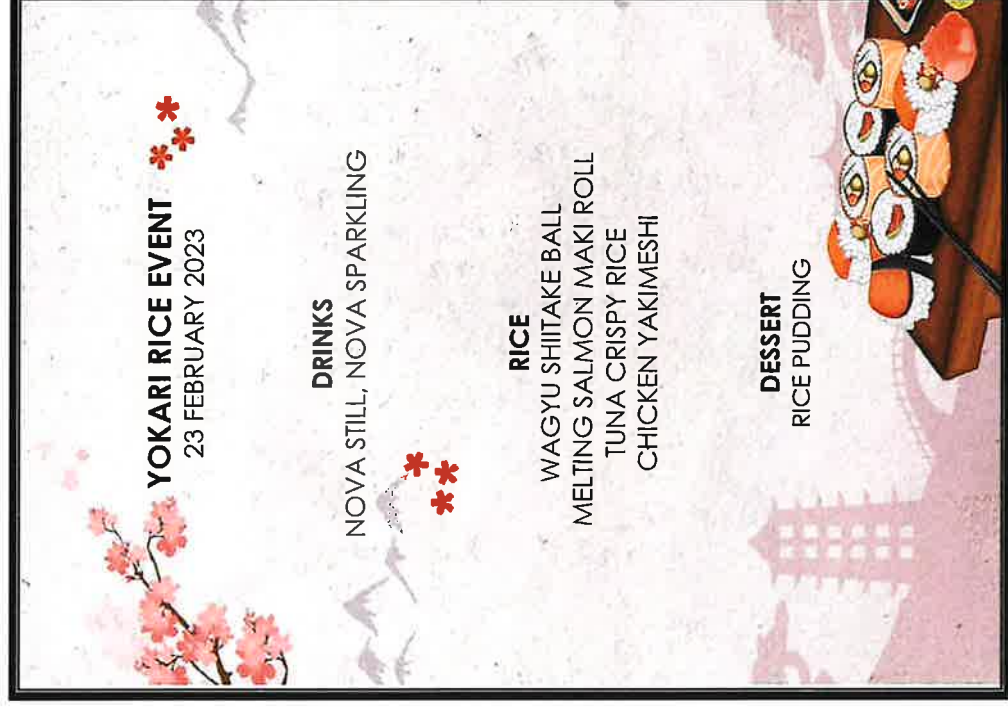 YOKARI RICE EVENT
23 FEBRUARY 2023
DRINKS
NOVA STILL, NOVA SPARKLING
RICE
WAGYU SHIITAKE BALL
MELTING SALMON MAKI ROLL
TUNA CRISPY RICE
CHICKEN YAKIMESHI
DESSERT
RICE PUDDING